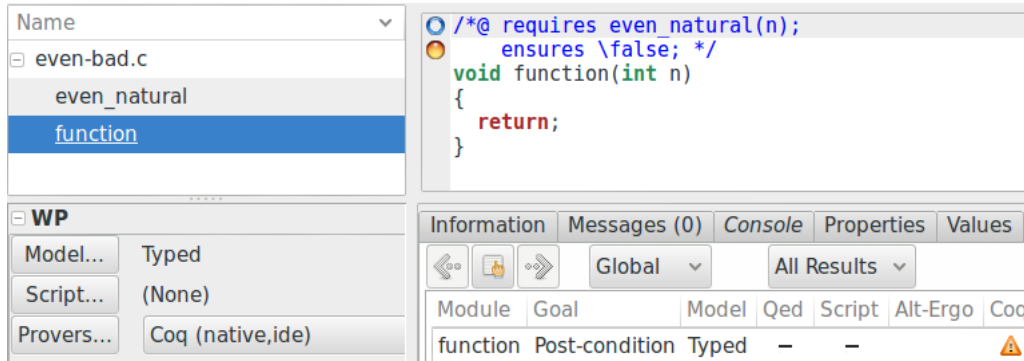 Name
even-bad.c
even_natural
function
/*@ requires even_natural(n);
ensures \false; */
void function(int n)
{
return;
}
WP
Model... Typed
Script... (None)
Provers... Coq (native,ide)
Information Messages (0) Console Properties Values
Global All Results
Module Goal Model Qed Script Alt-Ergo Coq
function Post-condition Typed – –